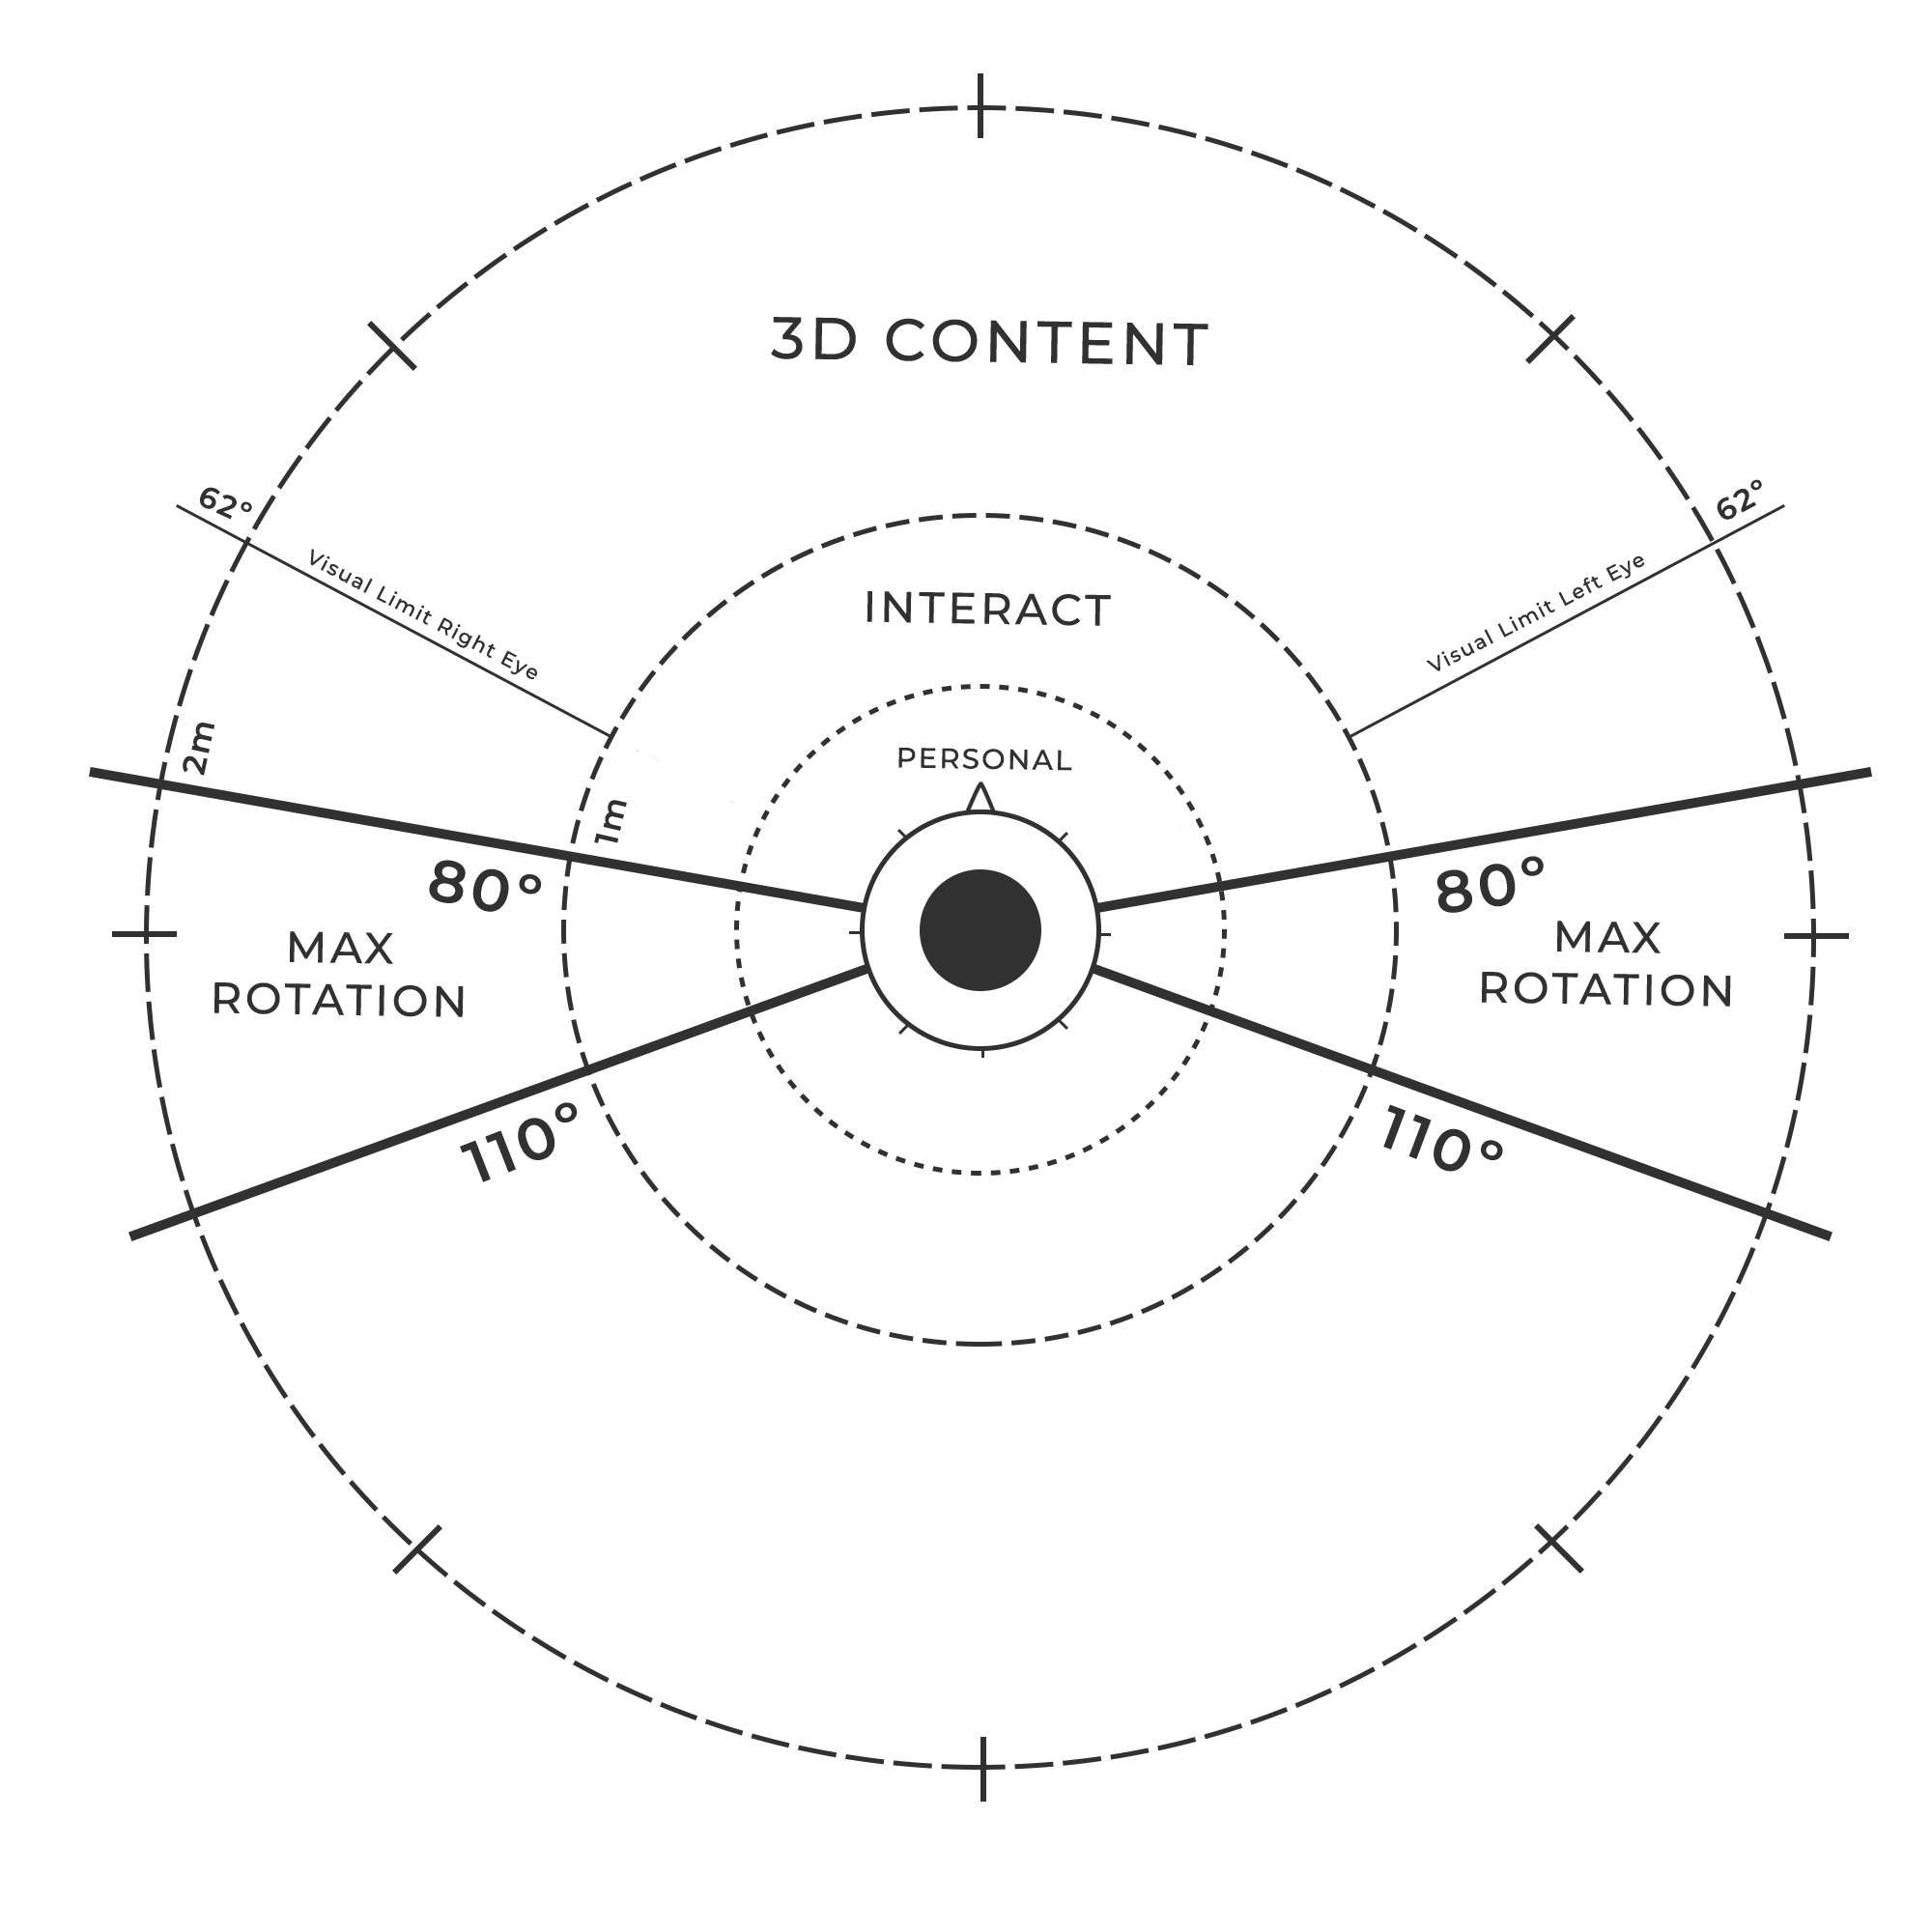 3D CONTENT
62°
62°
Visual Limit Right Eye
Visual Limit Left Eye
INTERACT
2m
PERSONAL
1m
80°
80°
MAX
ROTATION
MAX
ROTATION
110°
110°